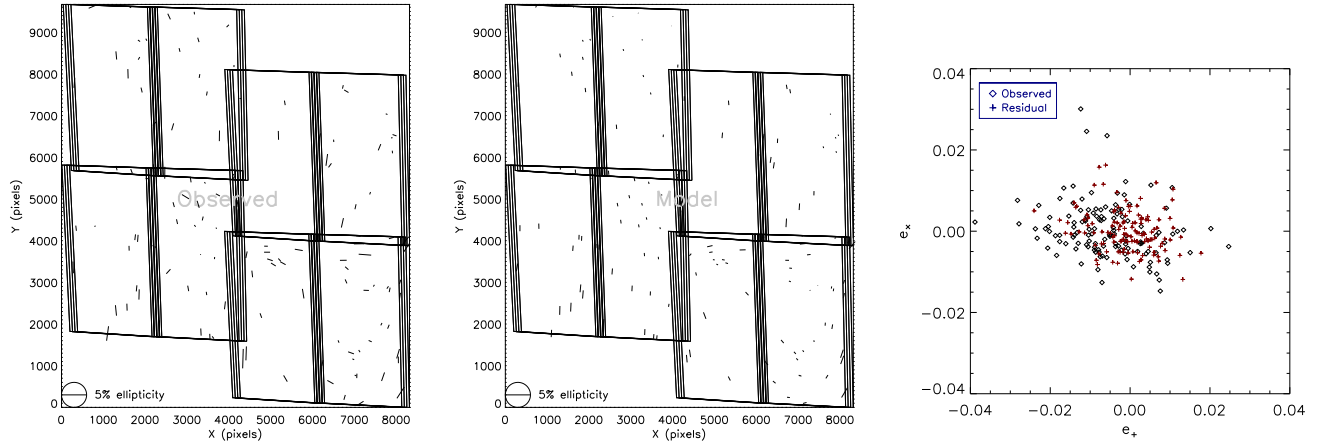 9000
8000
7000
6000
5000
4000
3000
2000
1000
0
Y (pixels)
Observed
5% ellipticity
0 1000 2000 3000 4000 5000 6000 7000 8000
X (pixels)
9000
8000
7000
6000
5000
4000
3000
2000
1000
0
Y (pixels)
Model
5% ellipticity
0 1000 2000 3000 4000 5000 6000 7000 8000
X (pixels)
0.04
0.02
0.00
−0.02
−0.04
eₓ
Observed
Residual
−0.04 −0.02 0.00 0.02 0.04
e₊